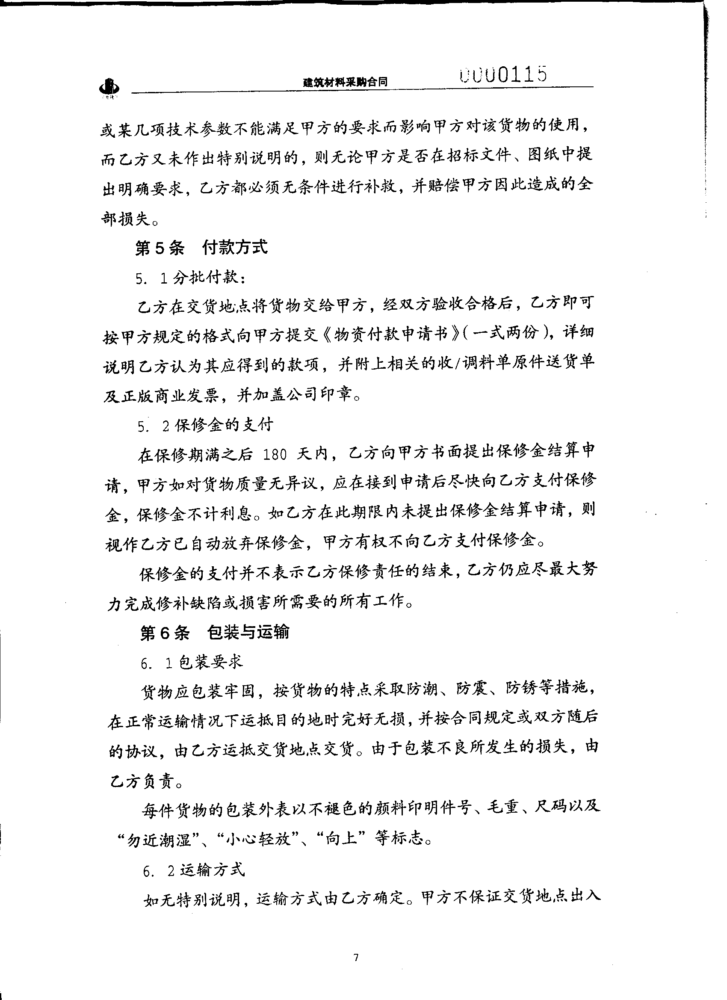 建筑材料采购合同
0000115
或某几项技术参数不能满足甲方的要求而影响甲方对该货物的使用，
而乙方又未作出特别说明的，则无论甲方是否在招标文件、图纸中提
出明确要求，乙方都必须无条件进行补救，并赔偿甲方因此造成的全
部损失。
第5条　付款方式
5. 1分批付款：
乙方在交货地点将货物交给甲方，经双方验收合格后，乙方即可
按甲方规定的格式向甲方提交《物资付款申请书》(一式两份)，详细
说明乙方认为其应得到的款项，并附上相关的收/调料单原件送货单
及正版商业发票，并加盖公司印章。
5. 2保修金的支付
在保修期满之后 180 天内，乙方向甲方书面提出保修金结算申
请，甲方如对货物质量无异议，应在接到申请后尽快向乙方支付保修
金，保修金不计利息。如乙方在此期限内未提出保修金结算申请，则
视作乙方已自动放弃保修金，甲方有权不向乙方支付保修金。
保修金的支付并不表示乙方保修责任的结束，乙方仍应尽最大努
力完成修补缺陷或损害所需要的所有工作。
第6条　包装与运输
6. 1包装要求
货物应包装牢固，按货物的特点采取防潮、防震、防锈等措施，
在正常运输情况下运抵目的地时完好无损，并按合同规定或双方随后
的协议，由乙方运抵交货地点交货。由于包装不良所发生的损失，由
乙方负责。
每件货物的包装外表以不褪色的颜料印明件号、毛重、尺码以及
“勿近潮湿”、“小心轻放”、“向上”等标志。
6. 2运输方式
如无特别说明，运输方式由乙方确定。甲方不保证交货地点出入
7